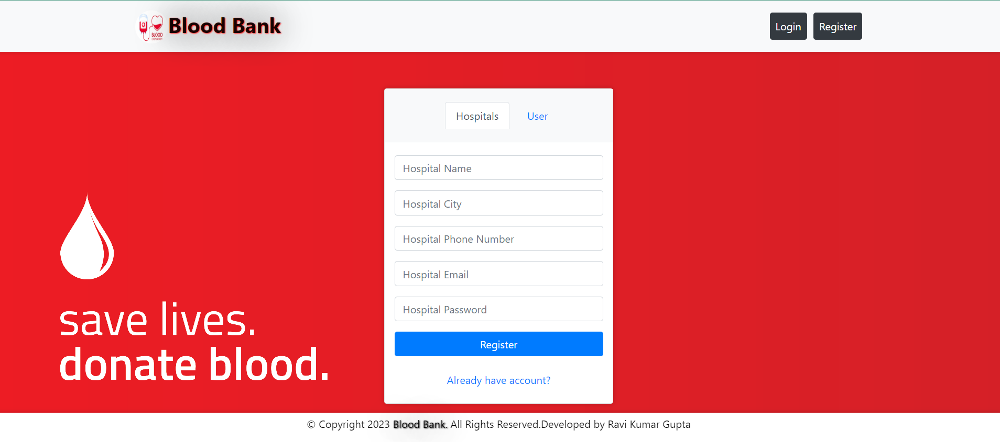 BLOOD
DONATION
Blood Bank
Login
Register
Hospitals
User
Hospital Name
Hospital City
Hospital Phone Number
Hospital Email
Hospital Password
Register
Already have account?
save lives.
donate blood.
© Copyright 2023 Blood Bank. All Rights Reserved.Developed by Ravi Kumar Gupta